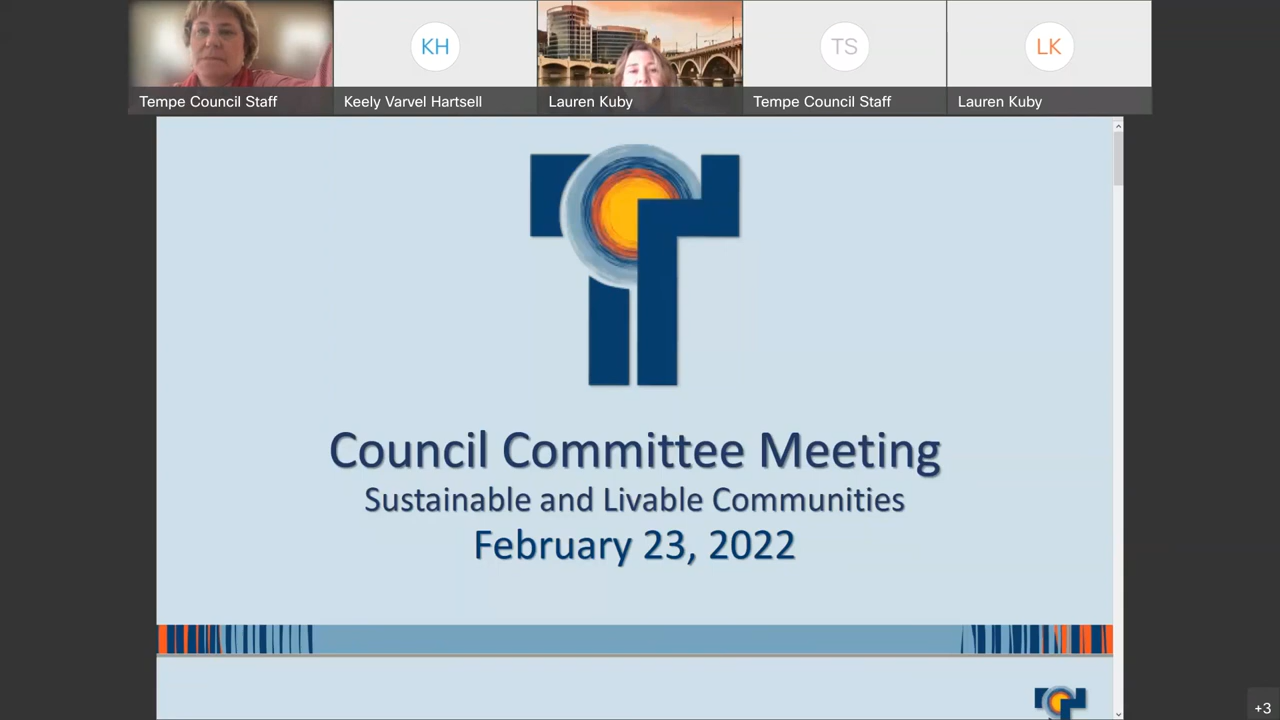 KH
TS
LK
Tempe Council Staff
Keely Varvel Hartsell
Lauren Kuby
Tempe Council Staff
Lauren Kuby
Council Committee Meeting
Sustainable and Livable Communities
February 23, 2022
+3